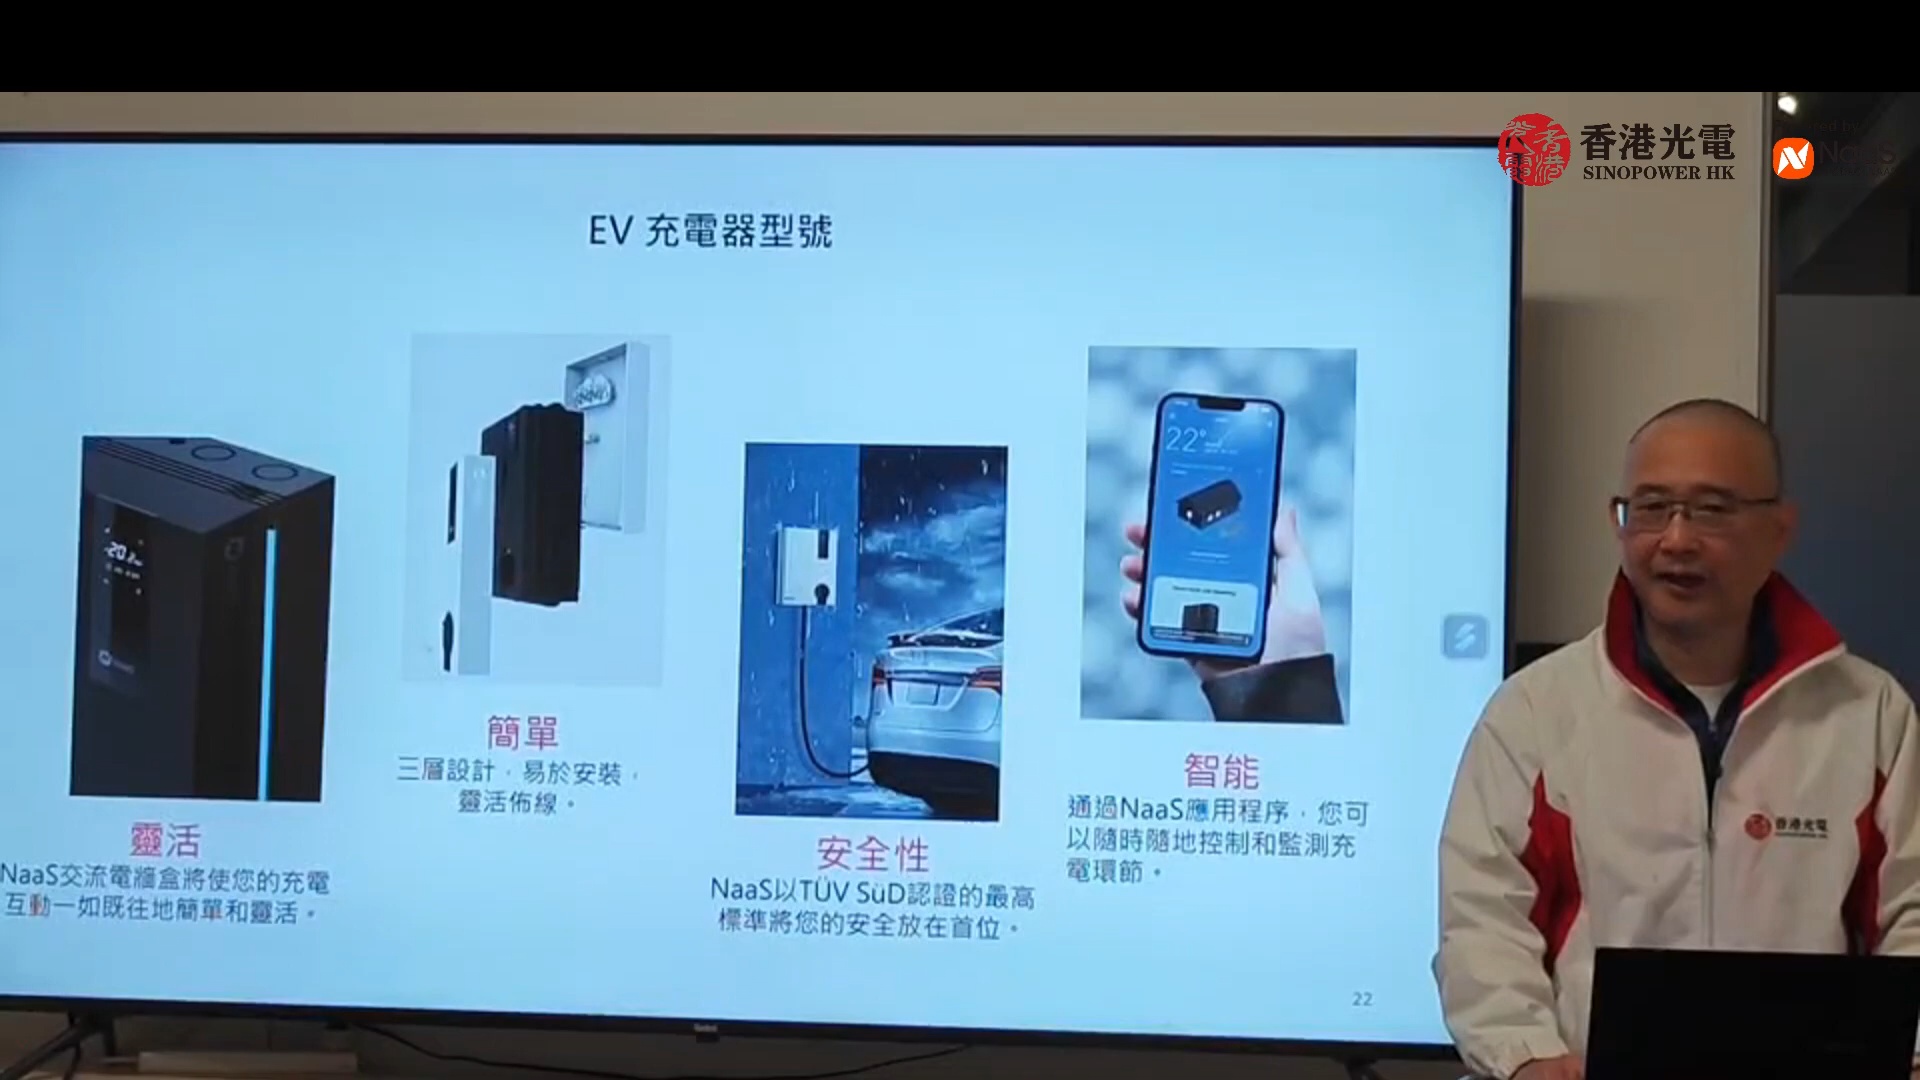 香港光電
SINOPOWER HK
EV 充電器型號
靈活
NaaS交流電牆盒將使您的充電
互動一如既往地簡單和靈活。
簡單
三層設計，易於安裝，
靈活佈線。
安全性
NaaS以TÜV SüD認證的最高
標準將您的安全放在首位。
22°
智能
通過NaaS應用程序，您可
以隨時隨地控制和監測充
電環節。
22
香港光電